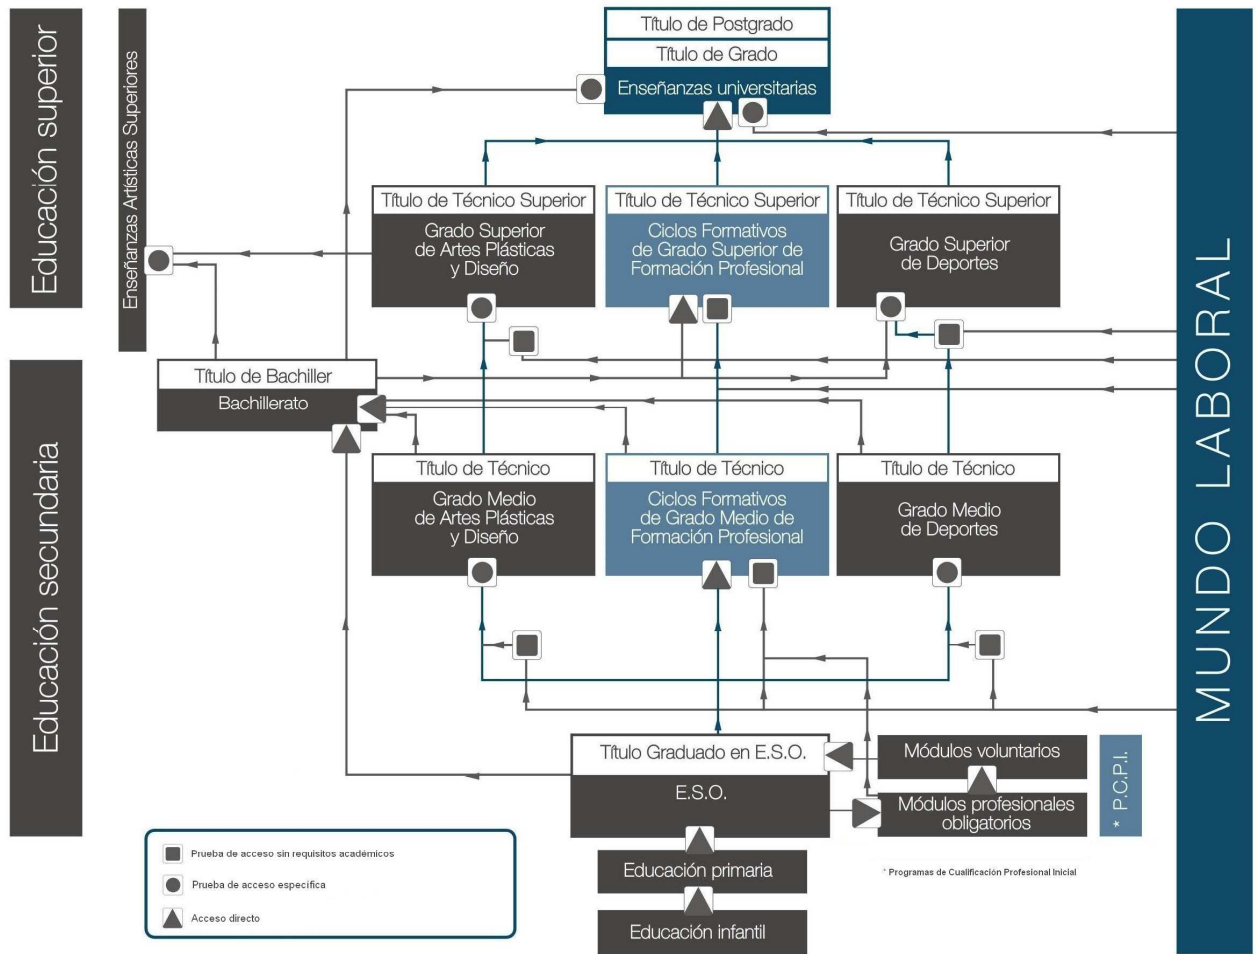 Título de Postgrado
Título de Grado
Enseñanzas universitarias
Educación superior
Enseñanzas Artísticas Superiores
Título de Técnico Superior
Grado Superior
de Artes Plásticas
y Diseño
Título de Técnico Superior
Ciclos Formativos
de Grado Superior de
Formación Profesional
Título de Técnico Superior
Grado Superior
de Deportes
MUNDO LABORAL
Título de Bachiller
Bachillerato
Educación secundaria
Título de Técnico
Grado Medio
de Artes Plásticas
y Diseño
Título de Técnico
Ciclos Formativos
de Grado Medio de
Formación Profesional
Título de Técnico
Grado Medio
de Deportes
Título Graduado en E.S.O.
E.S.O.
Módulos voluntarios
Módulos profesionales
obligatorios
* P.C.P.I.
Educación primaria
Educación infantil
* Programas de Cualificación Profesional Inicial
Prueba de acceso sin requisitos académicos
Prueba de acceso específica
Acceso directo